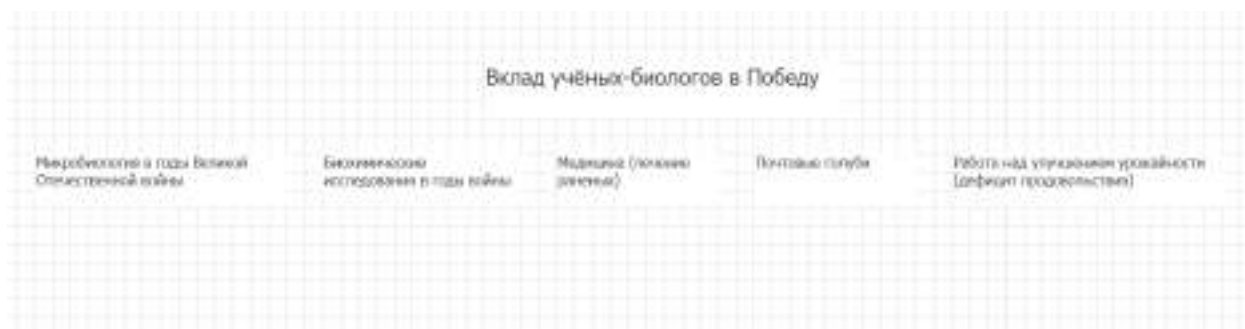 Вклад учёных-биологов в Победу
Микробиология в годы Великой
Отечественной войны
Биохимические
исследования в годы войны
Медицина (лечение
раненых)
Почтовые голуби
Работа над улучшением урожайности
(дефицит продовольствия)